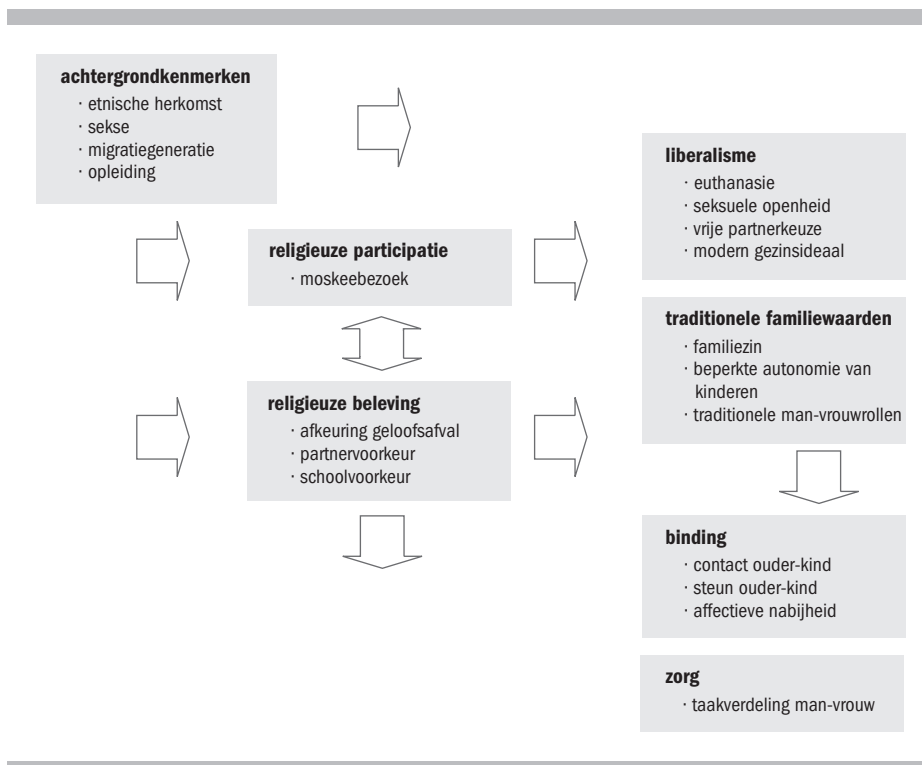 achtergrondkenmerken
· etnische herkomst
· sekse
· migratiegeneratie
· opleiding
religieuze participatie
· moskeebezoek
religieuze beleving
· afkeuring geloofsafval
· partnervoorkeur
· schoolvoorkeur
liberalisme
· euthanasie
· seksuele openheid
· vrije partnerkeuze
· modern gezinsideaal
traditionele familiewaarden
· familiezin
· beperkte autonomie van
kinderen
· traditionele man-vrouwrollen
binding
· contact ouder-kind
· steun ouder-kind
· affectieve nabijheid
zorg
· taakverdeling man-vrouw